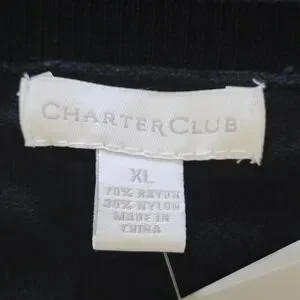 CHARTER CLUB
XL
70% RAYON
30% NYLON
MADE IN
CHINA